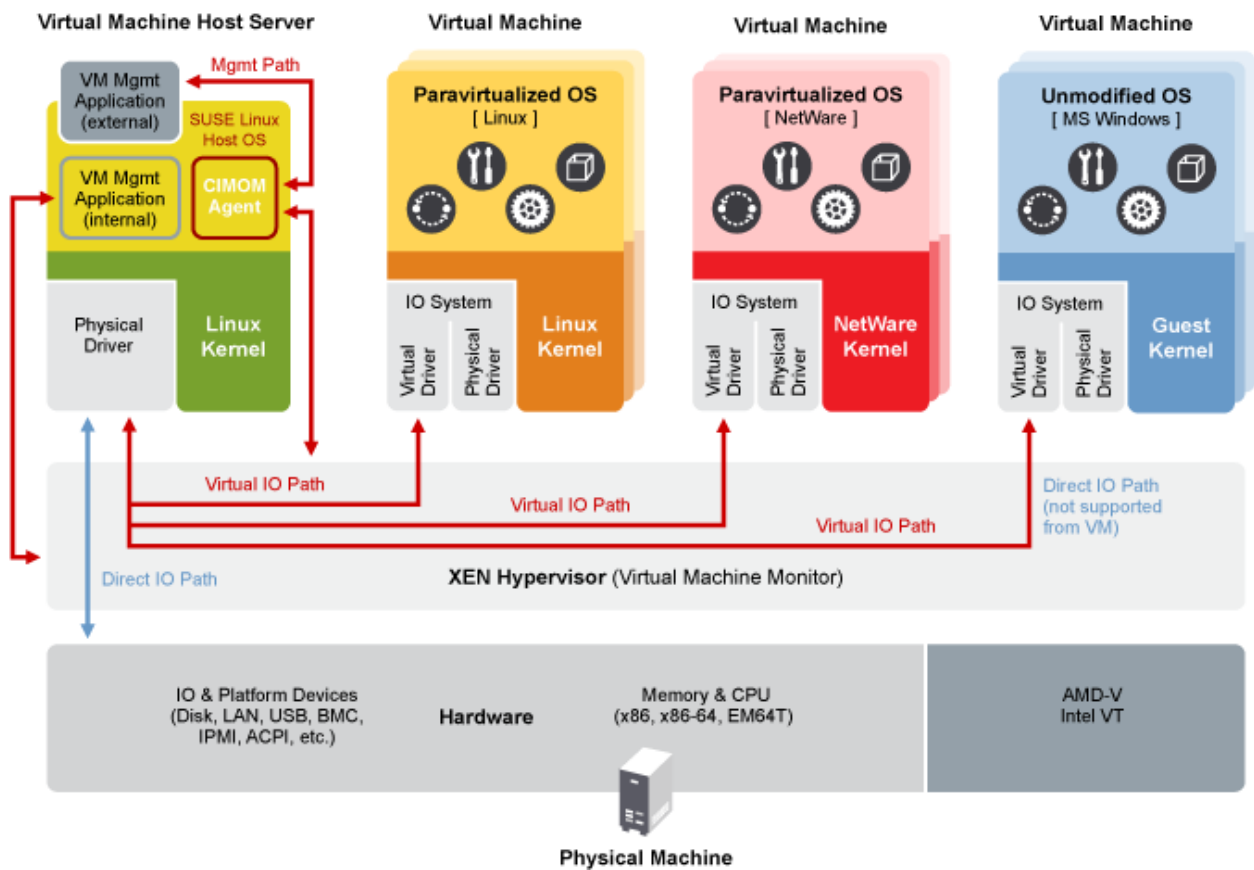 Virtual Machine Host Server
Virtual Machine
Virtual Machine
Virtual Machine
Mgmt Path
VM Mgmt
Application
(external)
SUSE Linux
Host OS
VM Mgmt
Application
(internal)
CIMOM
Agent
Physical
Driver
Linux
Kernel
Paravirtualized OS
[ Linux ]
IO System
Virtual
Driver
Physical
Driver
Linux
Kernel
Paravirtualized OS
[ NetWare ]
IO System
Virtual
Driver
Physical
Driver
NetWare
Kernel
Unmodified OS
[ MS Windows ]
IO System
Virtual
Driver
Physical
Driver
Guest
Kernel
Virtual IO Path
Virtual IO Path
Virtual IO Path
Direct IO Path
(not supported
from VM)
Direct IO Path
XEN Hypervisor (Virtual Machine Monitor)
IO & Platform Devices
(Disk, LAN, USB, BMC,
IPMI, ACPI, etc.)
Hardware
Memory & CPU
(x86, x86-64, EM64T)
AMD-V
Intel VT
Physical Machine